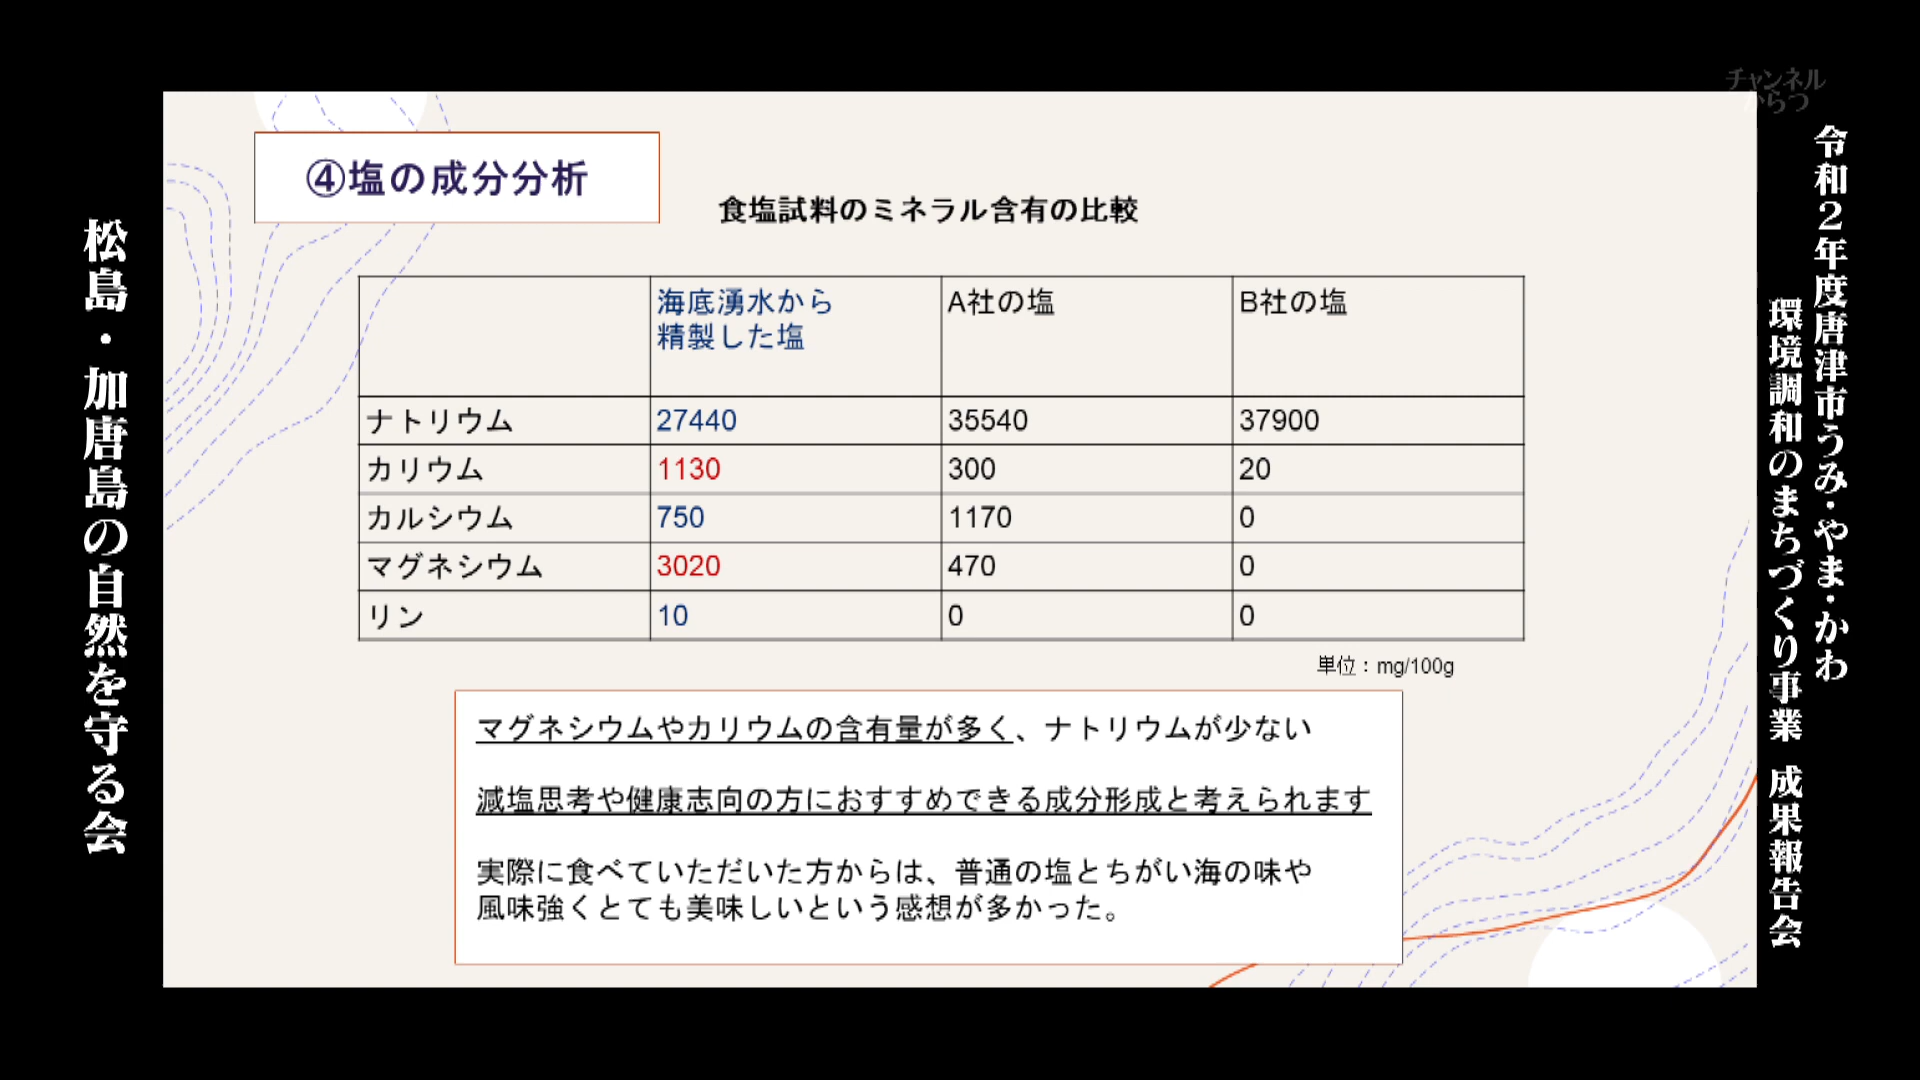 チャンネル
からつ
令和2年度唐津市うみ・やま・かわ
環境調和のまちづくり事業 成果報告会
松島・加唐島の自然を守る会
④塩の成分分析
食塩試料のミネラル含有の比較
海底湧水から
精製した塩
A社の塩
B社の塩
ナトリウム 27440 35540 37900
カリウム 1130 300 20
カルシウム 750 1170 0
マグネシウム 3020 470 0
リン 10 0 0
単位：mg/100g
マグネシウムやカリウムの含有量が多く、ナトリウムが少ない
減塩思考や健康志向の方におすすめできる成分形成と考えられます
実際に食べていただいた方からは、普通の塩とちがい海の味や
風味強くとても美味しいという感想が多かった。